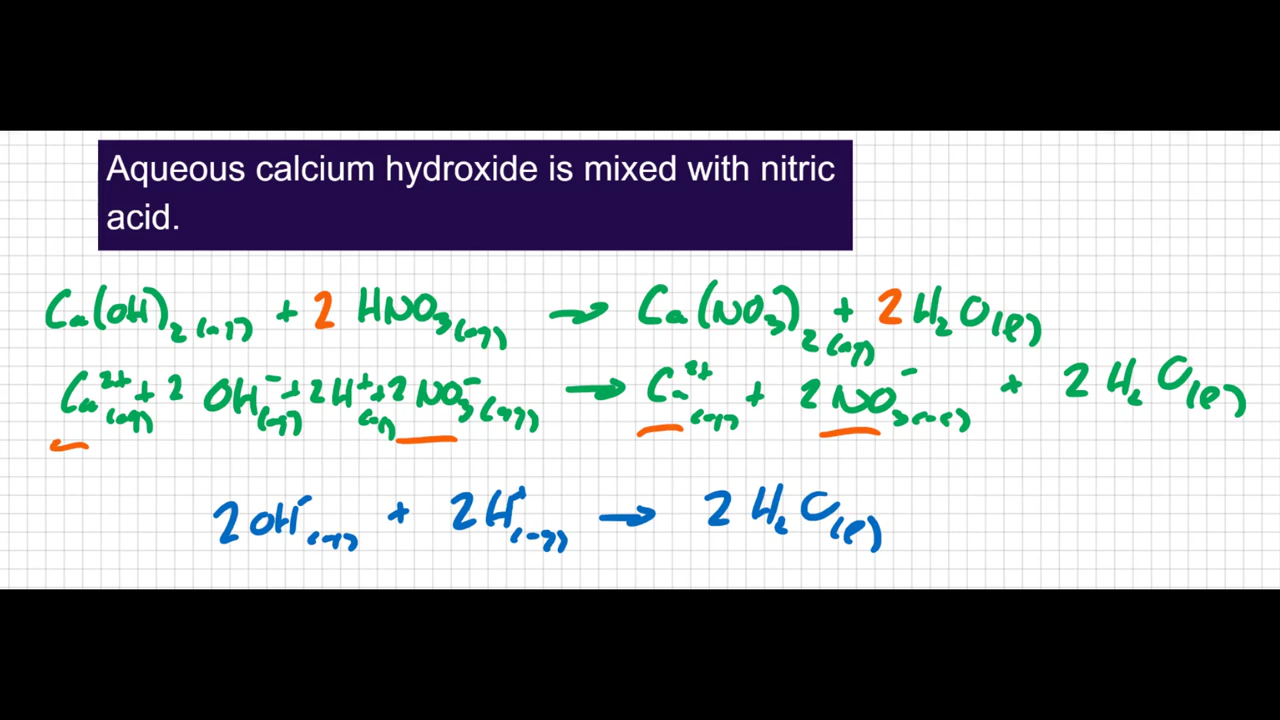 Aqueous calcium hydroxide is mixed with nitric
acid.
Ca(OH)₂(aq) + 2 HNO₃(aq) → Ca(NO₃)₂(aq) + 2 H₂O(l)
Ca²⁺(aq) + 2 OH⁻(aq) + 2 H⁺(aq) + 2 NO₃⁻(aq) → Ca²⁺(aq) + 2 NO₃⁻(aq) + 2 H₂O(l)
2 OH⁻(aq) + 2 H⁺(aq) → 2 H₂O(l)